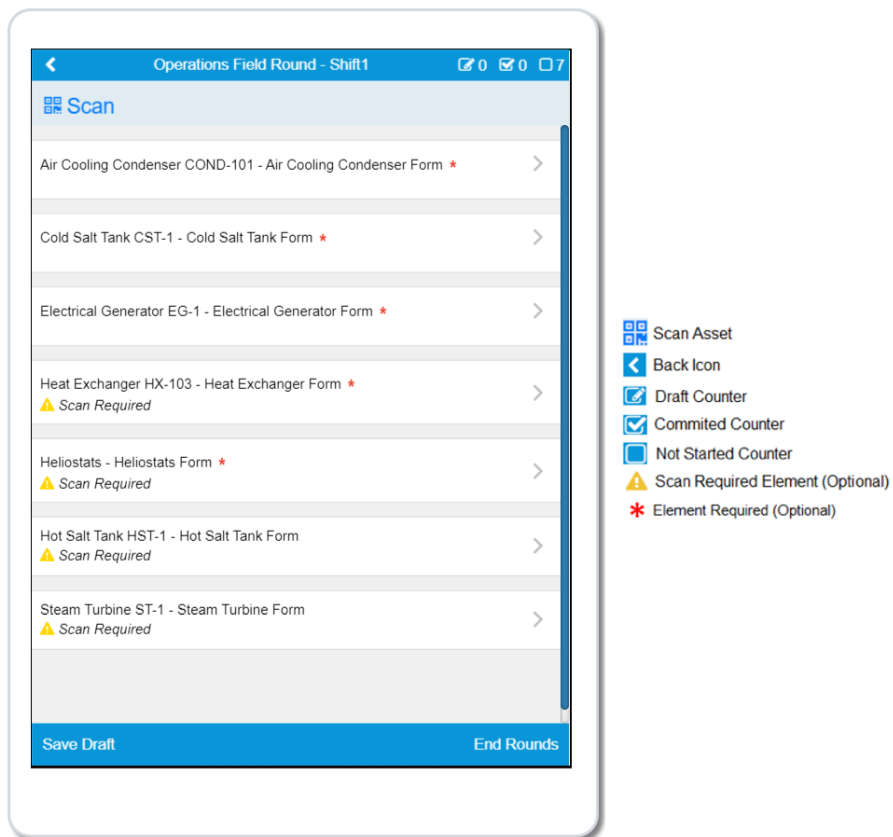 Operations Field Round - Shift1 0 0 7
Scan
Air Cooling Condenser COND-101 - Air Cooling Condenser Form *
Cold Salt Tank CST-1 - Cold Salt Tank Form *
Electrical Generator EG-1 - Electrical Generator Form *
Heat Exchanger HX-103 - Heat Exchanger Form *
Scan Required
Heliostats - Heliostats Form *
Scan Required
Hot Salt Tank HST-1 - Hot Salt Tank Form
Scan Required
Steam Turbine ST-1 - Steam Turbine Form
Scan Required
Save Draft End Rounds
Scan Asset
Back Icon
Draft Counter
Commited Counter
Not Started Counter
Scan Required Element (Optional)
* Element Required (Optional)